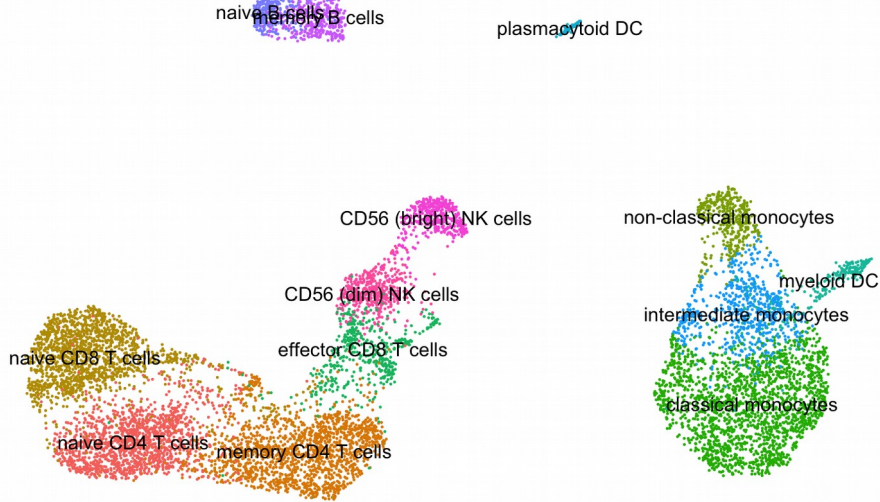 naive B cells
memory B cells
plasmacytoid DC
CD56 (bright) NK cells
non-classical monocytes
myeloid DC
CD56 (dim) NK cells
intermediate monocytes
effector CD8 T cells
naive CD8 T cells
classical monocytes
naive CD4 T cells
memory CD4 T cells